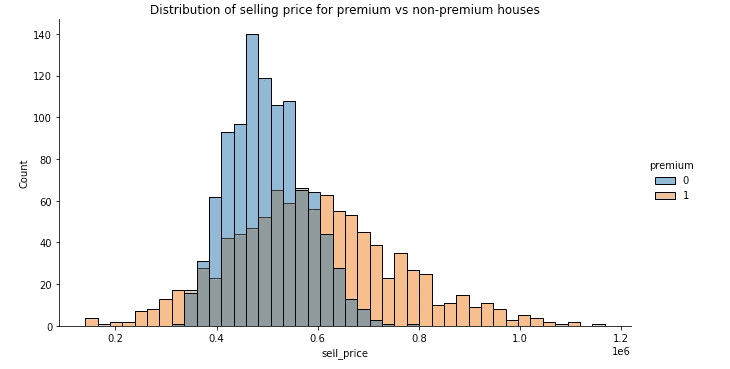 Distribution of selling price for premium vs non-premium houses
140
120
100
80
60
40
20
0
Count
0.2 0.4 0.6 0.8 1.0 1.2
1e6
sell_price
premium
0
1